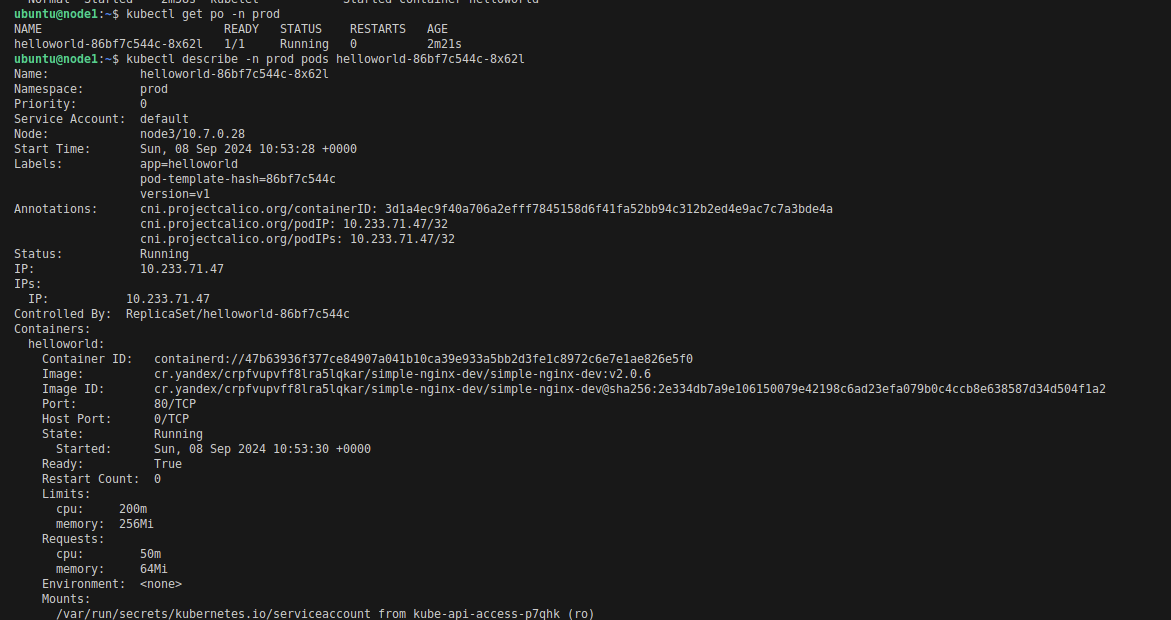 Normal  Started    2m38s  kubelet            Started container helloworld
ubuntu@node1:~$ kubectl get po -n prod
NAME                          READY   STATUS    RESTARTS   AGE
helloworld-86bf7c544c-8x62l   1/1     Running   0          2m21s
ubuntu@node1:~$ kubectl describe -n prod pods helloworld-86bf7c544c-8x62l
Name:             helloworld-86bf7c544c-8x62l
Namespace:        prod
Priority:         0
Service Account:  default
Node:             node3/10.7.0.28
Start Time:       Sun, 08 Sep 2024 10:53:28 +0000
Labels:           app=helloworld
                  pod-template-hash=86bf7c544c
                  version=v1
Annotations:      cni.projectcalico.org/containerID: 3d1a4ec9f40a706a2efff7845158d6f41fa52bb94c312b2ed4e9ac7c7a3bde4a
                  cni.projectcalico.org/podIP: 10.233.71.47/32
                  cni.projectcalico.org/podIPs: 10.233.71.47/32
Status:           Running
IP:               10.233.71.47
IPs:
  IP:           10.233.71.47
Controlled By:  ReplicaSet/helloworld-86bf7c544c
Containers:
  helloworld:
    Container ID:   containerd://47b63936f377ce84907a041b10ca39e933a5bb2d3fe1c8972c6e7e1ae826e5f0
    Image:          cr.yandex/crpfvupvff8lra5lqkar/simple-nginx-dev/simple-nginx-dev:v2.0.6
    Image ID:       cr.yandex/crpfvupvff8lra5lqkar/simple-nginx-dev/simple-nginx-dev@sha256:2e334db7a9e106150079e42198c6ad23efa079b0c4ccb8e638587d34d504f1a2
    Port:           80/TCP
    Host Port:      0/TCP
    State:          Running
      Started:      Sun, 08 Sep 2024 10:53:30 +0000
    Ready:          True
    Restart Count:  0
    Limits:
      cpu:     200m
      memory:  256Mi
    Requests:
      cpu:        50m
      memory:     64Mi
    Environment:  <none>
    Mounts:
      /var/run/secrets/kubernetes.io/serviceaccount from kube-api-access-p7qhk (ro)